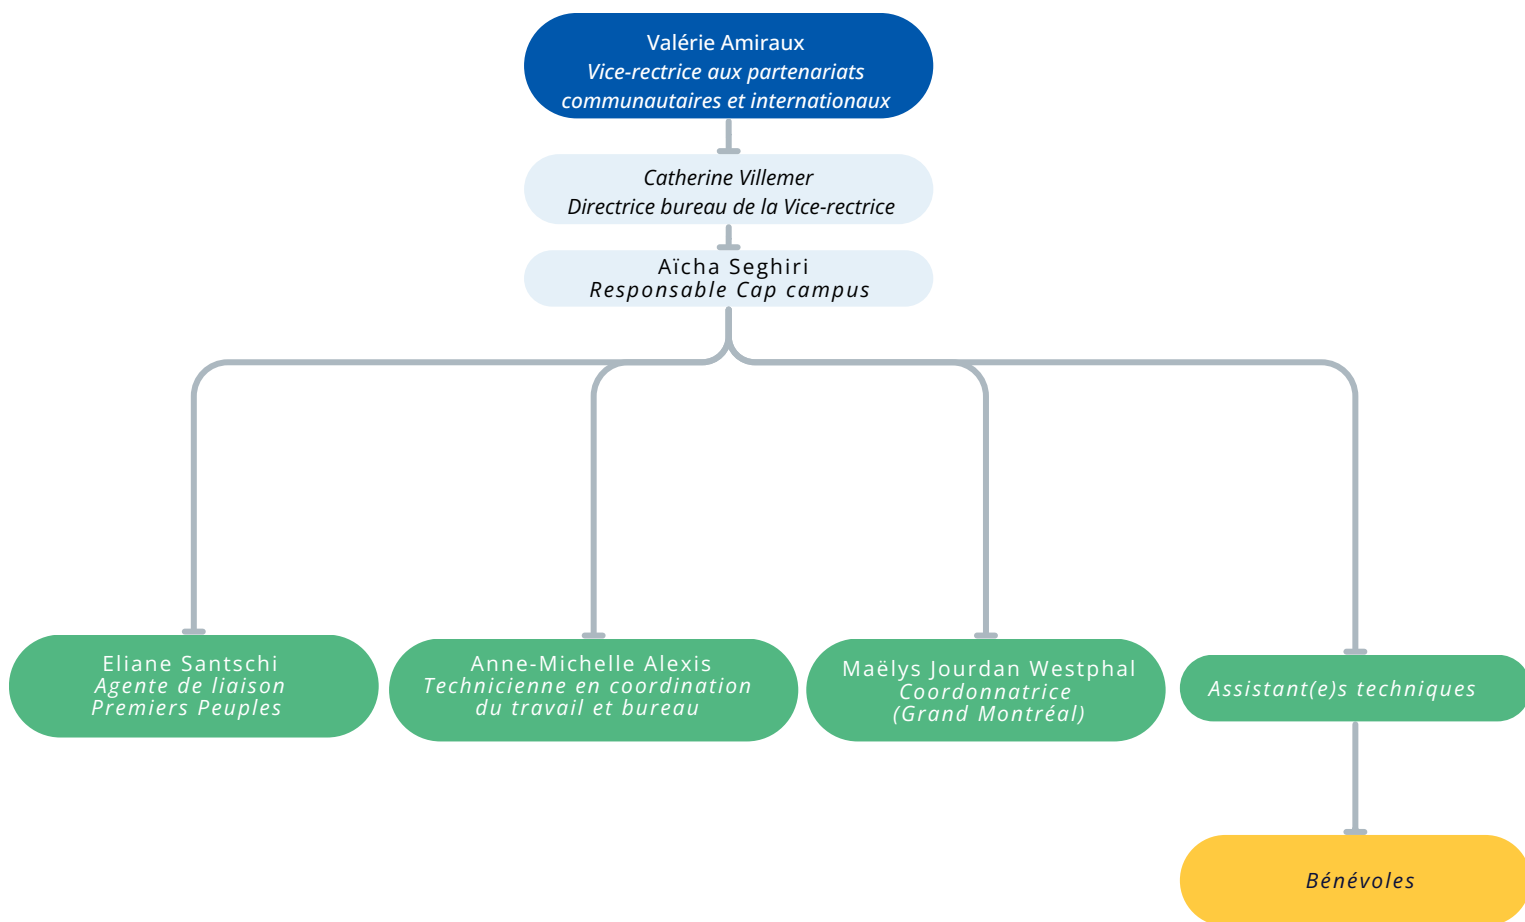 Valérie Amiraux
Vice-rectrice aux partenariats
communautaires et internationaux
Catherine Villemer
Directrice bureau de la Vice-rectrice
Aïcha Seghiri
Responsable Cap campus
Eliane Santschi
Agente de liaison
Premiers Peuples
Anne-Michelle Alexis
Technicienne en coordination
du travail et bureau
Maëlys Jourdan Westphal
Coordonnatrice
(Grand Montréal)
Assistant(e)s techniques
Bénévoles